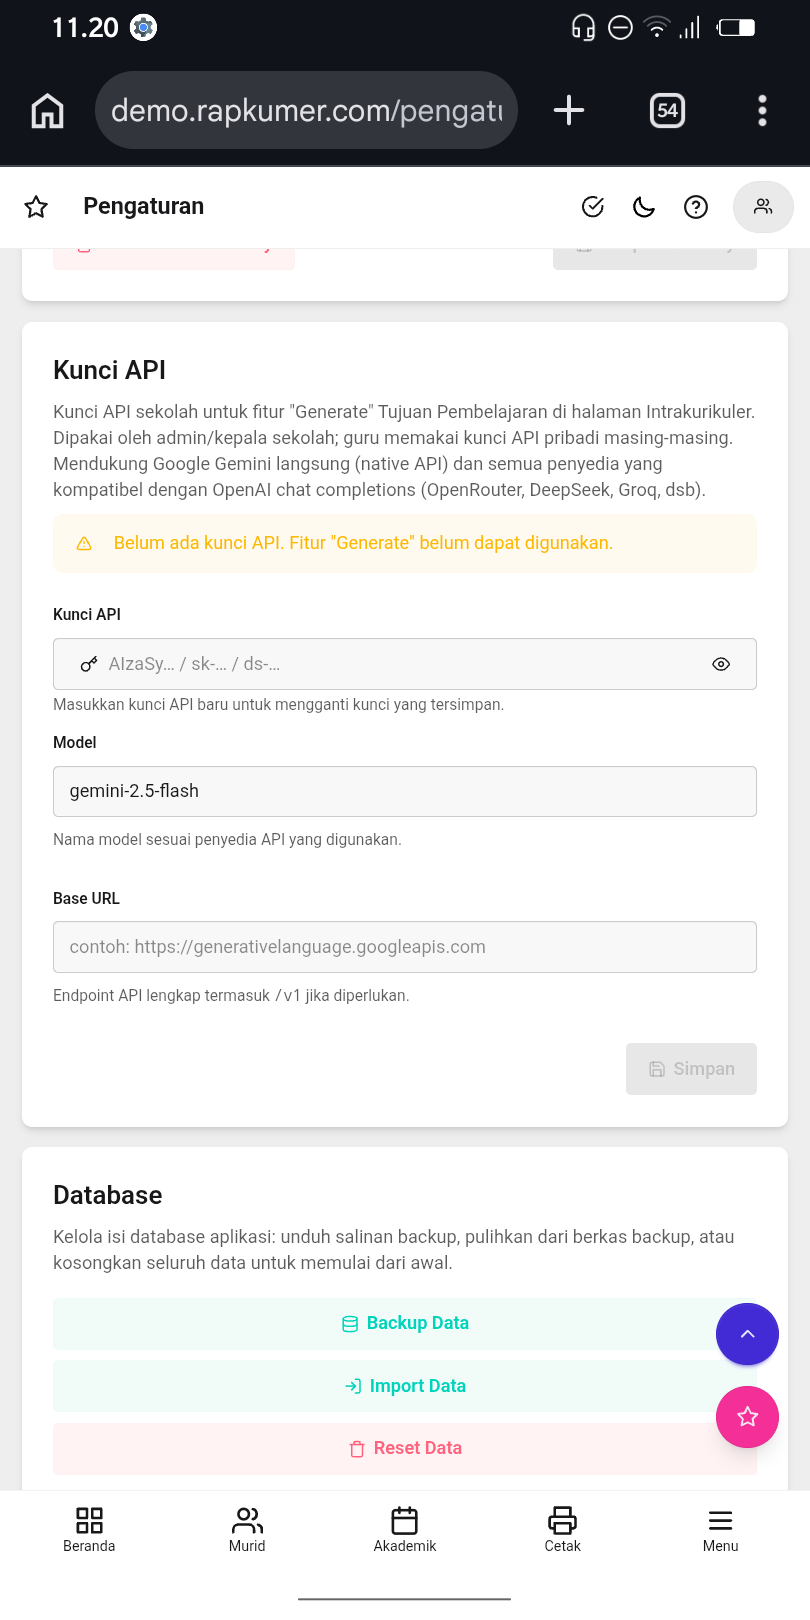 11.20
demo.rapkumer.com/pengatu
54
Pengaturan
Kunci API
Kunci API sekolah untuk fitur "Generate" Tujuan Pembelajaran di halaman Intrakurikuler.
Dipakai oleh admin/kepala sekolah; guru memakai kunci API pribadi masing-masing.
Mendukung Google Gemini langsung (native API) dan semua penyedia yang
kompatibel dengan OpenAI chat completions (OpenRouter, DeepSeek, Groq, dsb).
Belum ada kunci API. Fitur "Generate" belum dapat digunakan.
Kunci API
AIzaSy… / sk-… / ds-…
Masukkan kunci API baru untuk mengganti kunci yang tersimpan.
Model
gemini-2.5-flash
Nama model sesuai penyedia API yang digunakan.
Base URL
contoh: https://generativelanguage.googleapis.com
Endpoint API lengkap termasuk /v1 jika diperlukan.
Simpan
Database
Kelola isi database aplikasi: unduh salinan backup, pulihkan dari berkas backup, atau
kosongkan seluruh data untuk memulai dari awal.
Backup Data
Import Data
Reset Data
Beranda
Murid
Akademik
Cetak
Menu